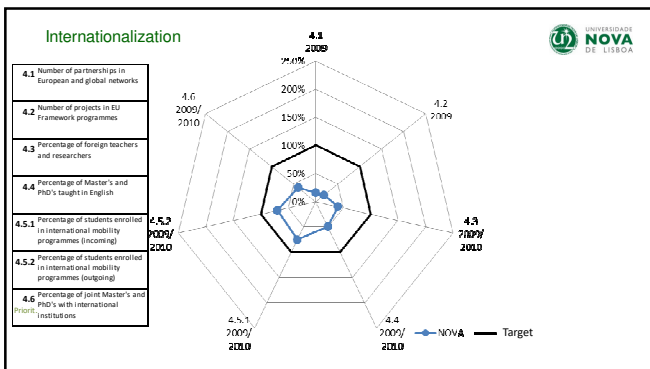 Internationalization
UNIVERSIDADE
NOVA
DE LISBOA
4.1 Number of partnerships in
European and global networks
4.2 Number of projects in EU
Framework programmes
4.3 Percentage of foreign teachers
and researchers
4.4 Percentage of Master's and
PhD's taught in English
4.5.1 Percentage of students enrolled
in international mobility
programmes (incoming)
4.5.2 Percentage of students enrolled
in international mobility
programmes (outgoing)
4.6 Percentage of joint Master's and
Priorit. PhD's with international
institutions
4.1
2009
250%
200%
150%
100%
50%
0%
4.2
2009
4.3
2009/
2010
4.4
2009/
2010
4.5.1
2009/
2010
4.5.2
2009/
2010
4.6
2009/
2010
NOVA
Target